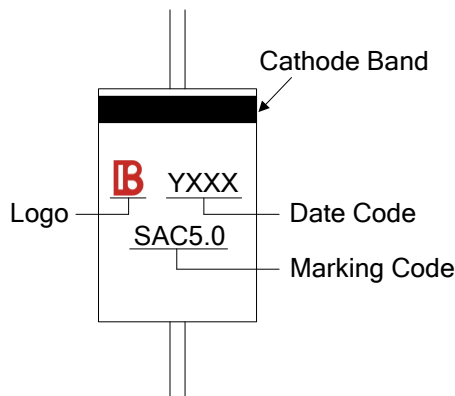 Cathode Band
B YXXX
Logo
Date Code
SAC5.0
Marking Code